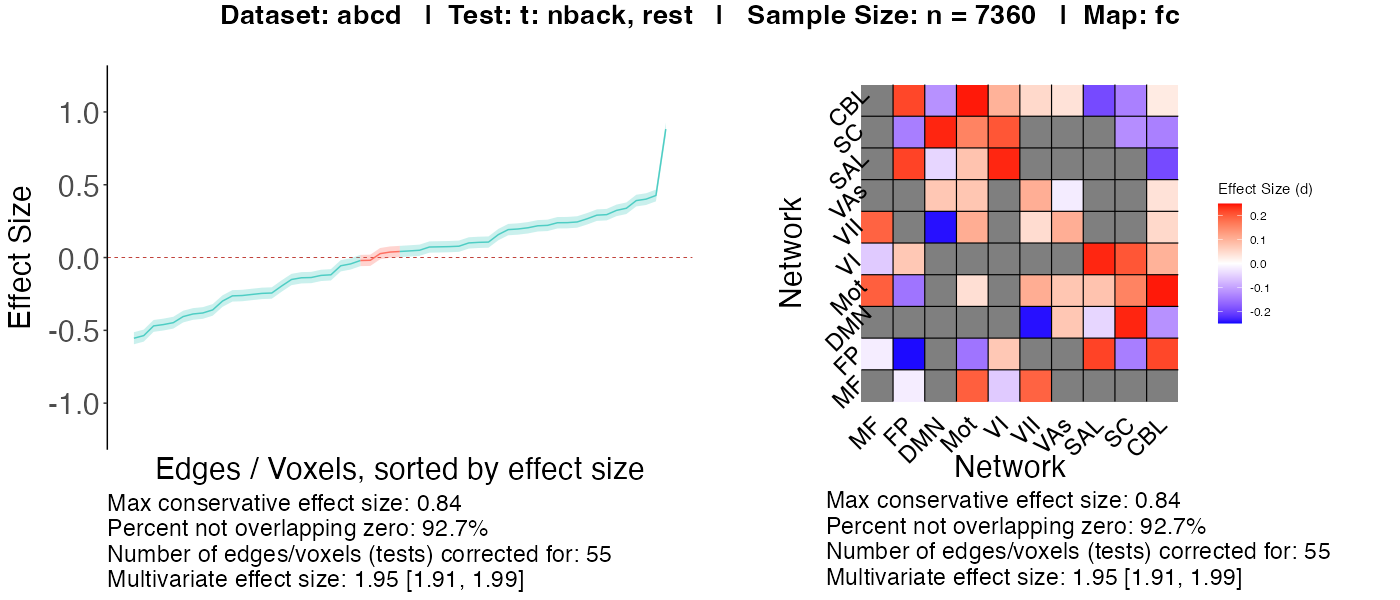 Dataset: abcd | Test: t: nback, rest | Sample Size: n = 7360 | Map: fc
Effect Size
1.0
0.5
0.0
-0.5
-1.0
Edges / Voxels, sorted by effect size
Max conservative effect size: 0.84
Percent not overlapping zero: 92.7%
Number of edges/voxels (tests) corrected for: 55
Multivariate effect size: 1.95 [1.91, 1.99]
Network
CBL
SC
SAL
VAs
VII
VI
Mot
DMN
FP
MF
MF FP DMN Mot VI VII VAs SAL SC CBL
Network
Effect Size (d)
0.2
0.1
0.0
-0.1
-0.2
Max conservative effect size: 0.84
Percent not overlapping zero: 92.7%
Number of edges/voxels (tests) corrected for: 55
Multivariate effect size: 1.95 [1.91, 1.99]